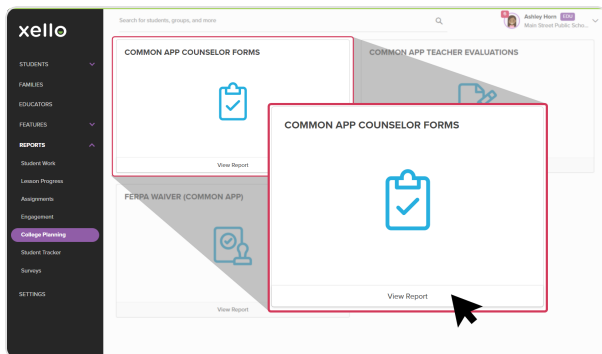 xello
Search for students, groups, and more
Ashley Horn EDU
Main Street Public Scho...
STUDENTS
FAMILIES
EDUCATORS
FEATURES
REPORTS
Student Work
Lesson Progress
Assignments
Engagement
College Planning
Student Tracker
Surveys
SETTINGS
COMMON APP COUNSELOR FORMS
View Report
COMMON APP TEACHER EVALUATIONS
FERPA WAIVER (COMMON APP)
View Report
COMMON APP COUNSELOR FORMS
View Report